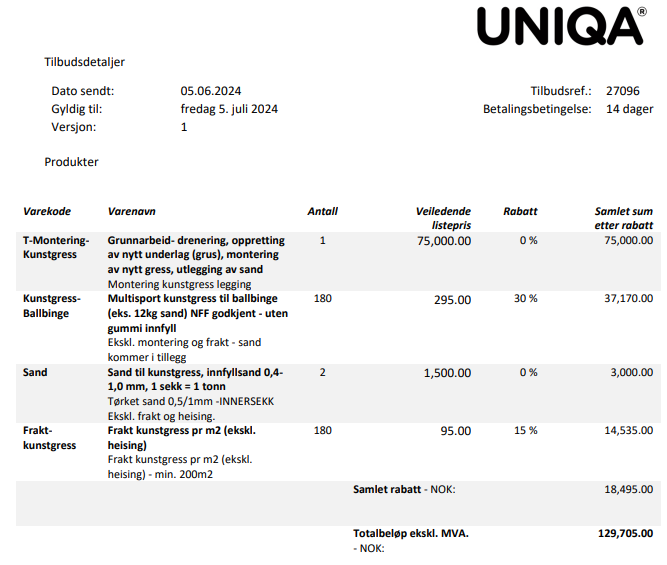 UNIQA®
Tilbudsdetaljer
Dato sendt: 05.06.2024 Tilbudsref.: 27096
Gyldig til: fredag 5. juli 2024 Betalingsbetingelse: 14 dager
Versjon: 1
Produkter
Varekode Varenavn Antall Veiledende Rabatt Samlet sum
listepris etter rabatt
T-Montering- Grunnarbeid- drenering, oppretting 1 75,000.00 0 % 75,000.00
Kunstgress av nytt underlag (grus), montering
av nytt gress, utlegging av sand
Montering kunstgress legging
Kunstgress- Multisport kunstgress til ballbinge 180 295.00 30 % 37,170.00
Ballbinge (eks. 12kg sand) NFF godkjent - uten
gummi innfyll
Ekskl. montering og frakt - sand
kommer i tillegg
Sand Sand til kunstgress, innfyllsand 0,4- 2 1,500.00 0 % 3,000.00
1,0 mm, 1 sekk = 1 tonn
Tørket sand 0,5/1mm -INNERSEKK
Ekskl. frakt og heising.
Frakt- Frakt kunstgress pr m2 (ekskl. 180 95.00 15 % 14,535.00
kunstgress heising)
Frakt kunstgress pr m2 (ekskl.
heising) - min. 200m2
Samlet rabatt - NOK: 18,495.00
Totalbeløp ekskl. MVA. 129,705.00
- NOK: